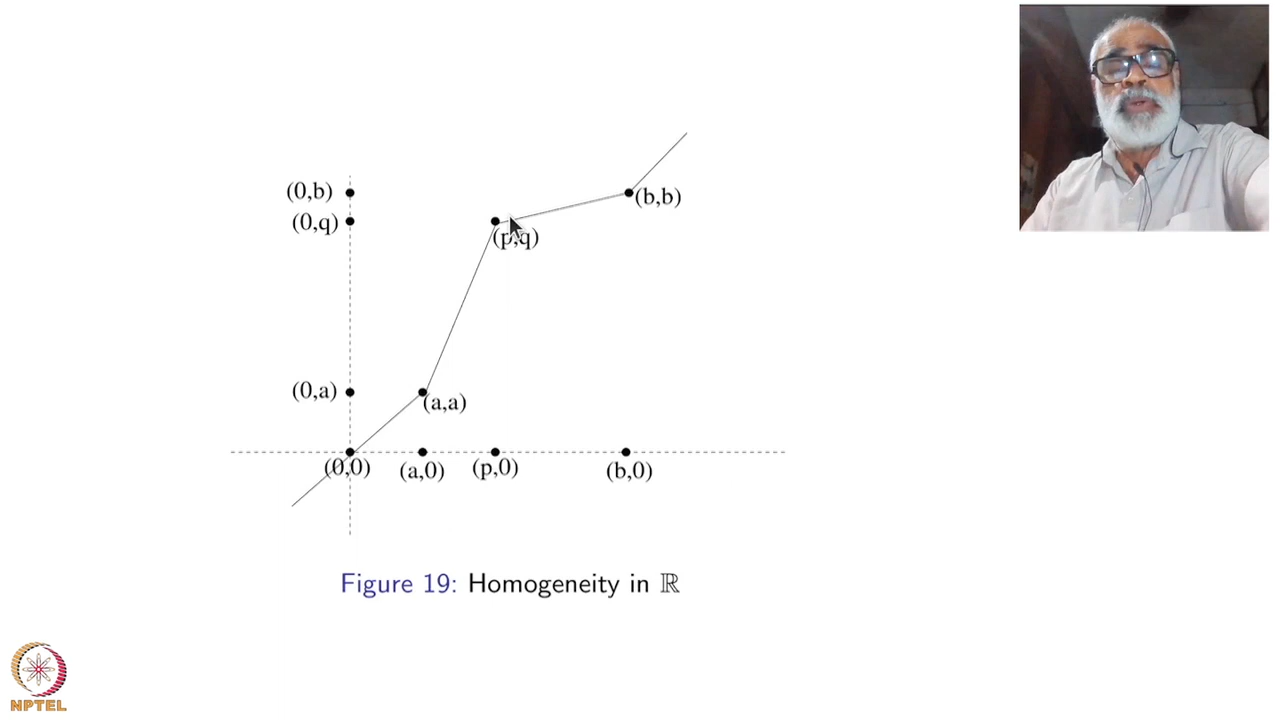 (0,b)
(b,b)
(0,q)
(p,q)
(0,a)
(a,a)
(0,0)
(a,0)
(p,0)
(b,0)
Figure 19: Homogeneity in ℝ
NPTEL